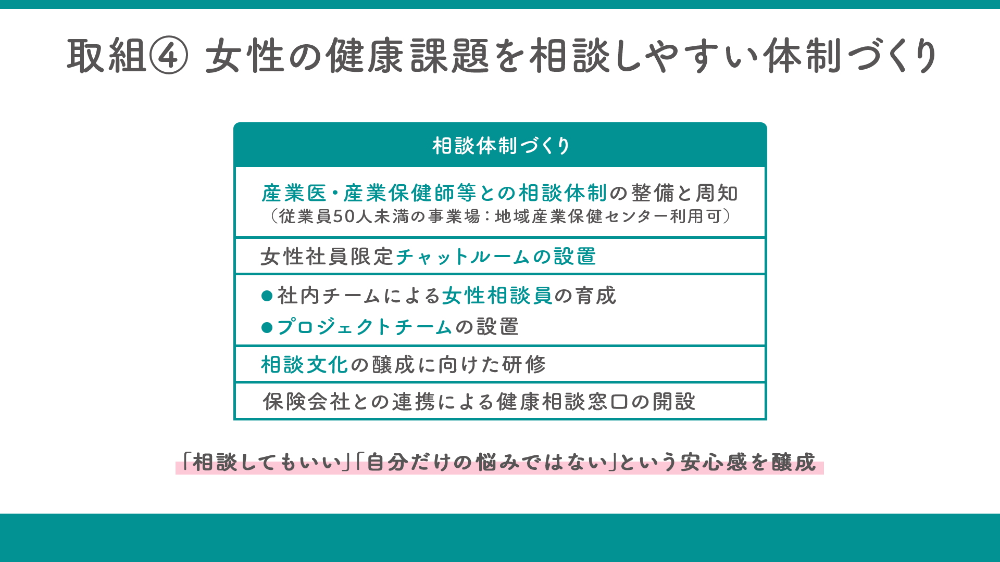 取組④ 女性の健康課題を相談しやすい体制づくり
相談体制づくり
産業医・産業保健師等との相談体制の整備と周知
（従業員50人未満の事業場：地域産業保健センター利用可）
女性社員限定チャットルームの設置
●社内チームによる女性相談員の育成
●プロジェクトチームの設置
相談文化の醸成に向けた研修
保険会社との連携による健康相談窓口の開設
「相談してもいい」「自分だけの悩みではない」という安心感を醸成